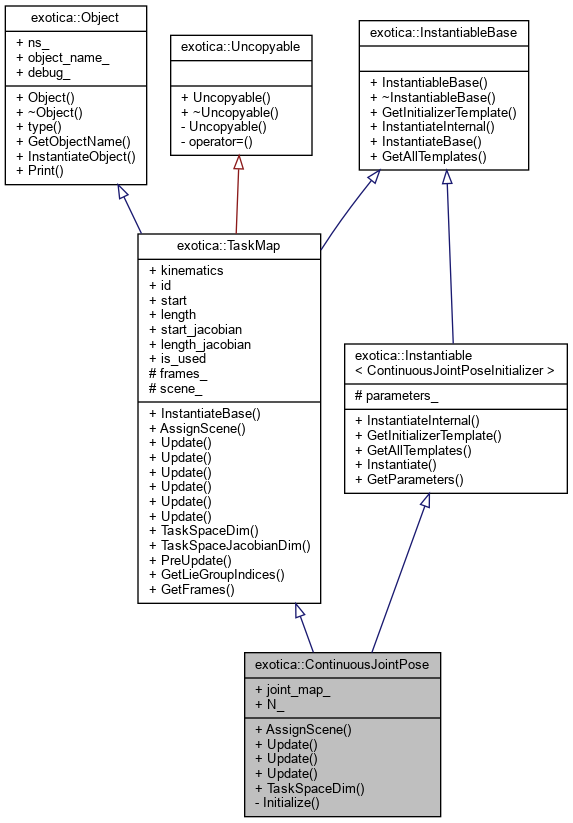 exotica::Object
+ ns_
+ object_name_
+ debug_
+ Object()
+ ~Object()
+ type()
+ GetObjectName()
+ InstantiateObject()
+ Print()
exotica::Uncopyable
+ Uncopyable()
+ ~Uncopyable()
- Uncopyable()
- operator=()
exotica::InstantiableBase
+ InstantiableBase()
+ ~InstantiableBase()
+ GetInitializerTemplate()
+ InstantiateInternal()
+ InstantiateBase()
+ GetAllTemplates()
exotica::TaskMap
+ kinematics
+ id
+ start
+ length
+ start_jacobian
+ length_jacobian
+ is_used
# frames_
# scene_
+ InstantiateBase()
+ AssignScene()
+ Update()
+ Update()
+ Update()
+ Update()
+ Update()
+ Update()
+ TaskSpaceDim()
+ TaskSpaceJacobianDim()
+ PreUpdate()
+ GetLieGroupIndices()
+ GetFrames()
exotica::Instantiable
< ContinuousJointPoseInitializer >
# parameters_
+ InstantiateInternal()
+ GetInitializerTemplate()
+ GetAllTemplates()
+ Instantiate()
+ GetParameters()
exotica::ContinuousJointPose
+ joint_map_
+ N_
+ AssignScene()
+ Update()
+ Update()
+ Update()
+ TaskSpaceDim()
- Initialize()